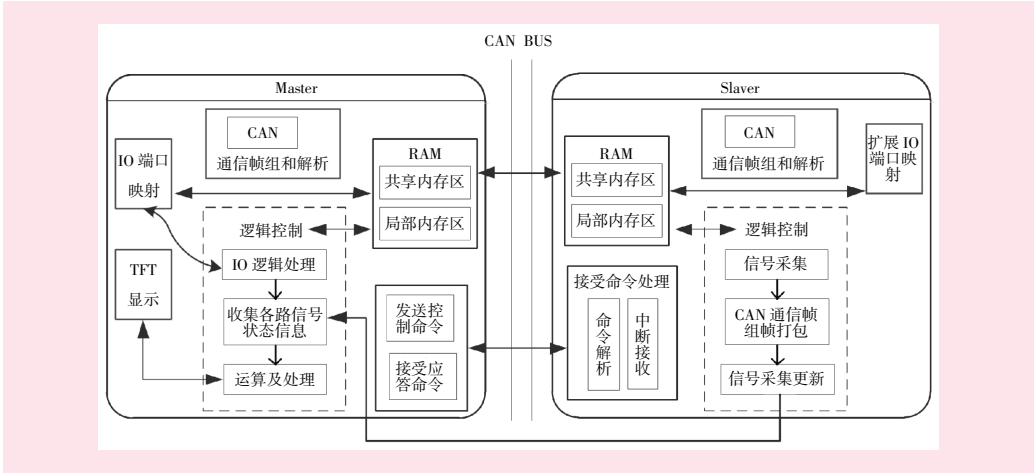 CAN BUS
Master
CAN
通信帧组和解析
IO 端口
映射
RAM
共享内存区
局部内存区
逻辑控制
IO 逻辑处理
收集各路信号
状态信息
运算及处理
TFT
显示
发送控
制命令
接受应
答命令
Slaver
RAM
共享内存区
局部内存区
CAN
通信帧组和解析
扩展 IO
端口映
射
逻辑控制
信号采集
CAN 通信帧
组帧打包
信号采集更新
接受命令处理
命令解析
中断接收